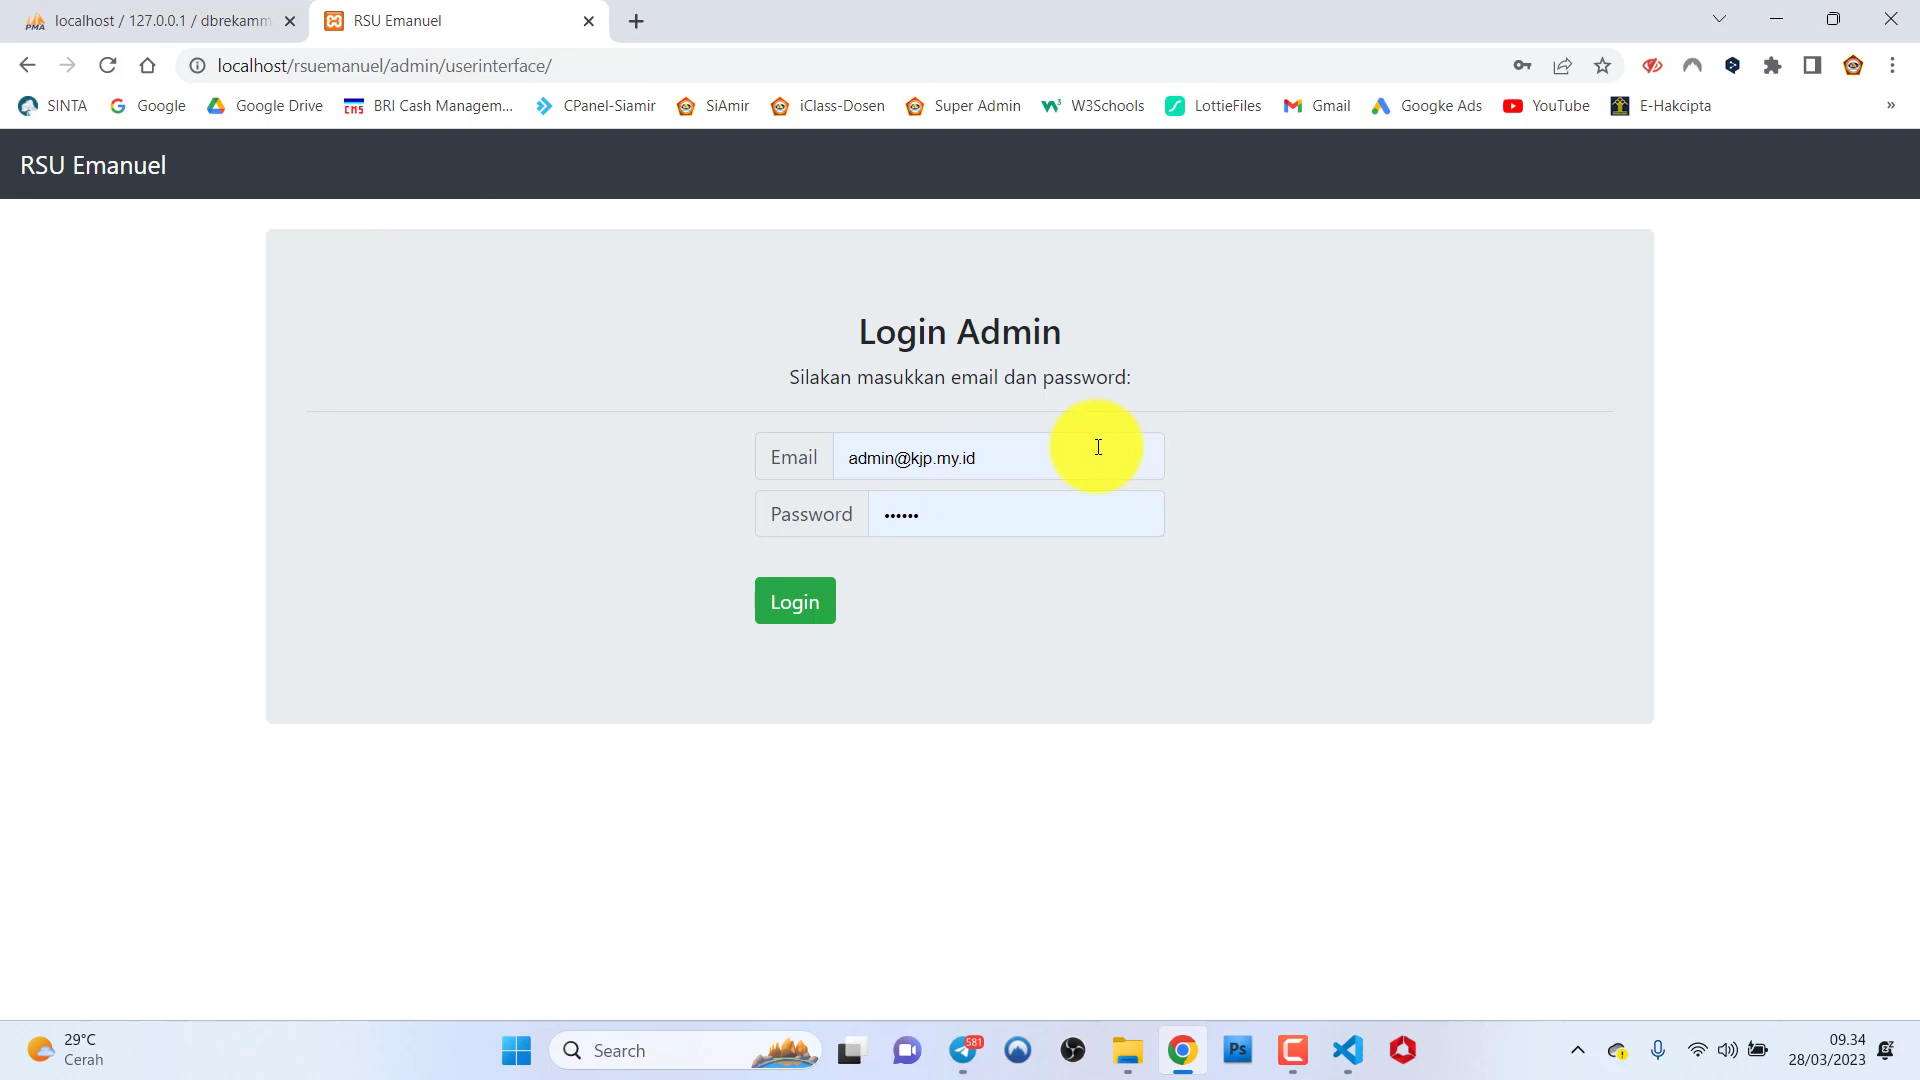 localhost / 127.0.0.1 / dbrekamm
RSU Emanuel
localhost/rsuemanuel/admin/userinterface/
SINTA
Google
Google Drive
BRI Cash Managem...
CPanel-Siamir
SiAmir
iClass-Dosen
Super Admin
W3Schools
LottieFiles
Gmail
Googke Ads
YouTube
E-Hakcipta
»
RSU Emanuel
Login Admin
Silakan masukkan email dan password:
Email
admin@kjp.my.id
Password
••••••
Login
29°C
Cerah
Search
581
Ps
09.34
28/03/2023